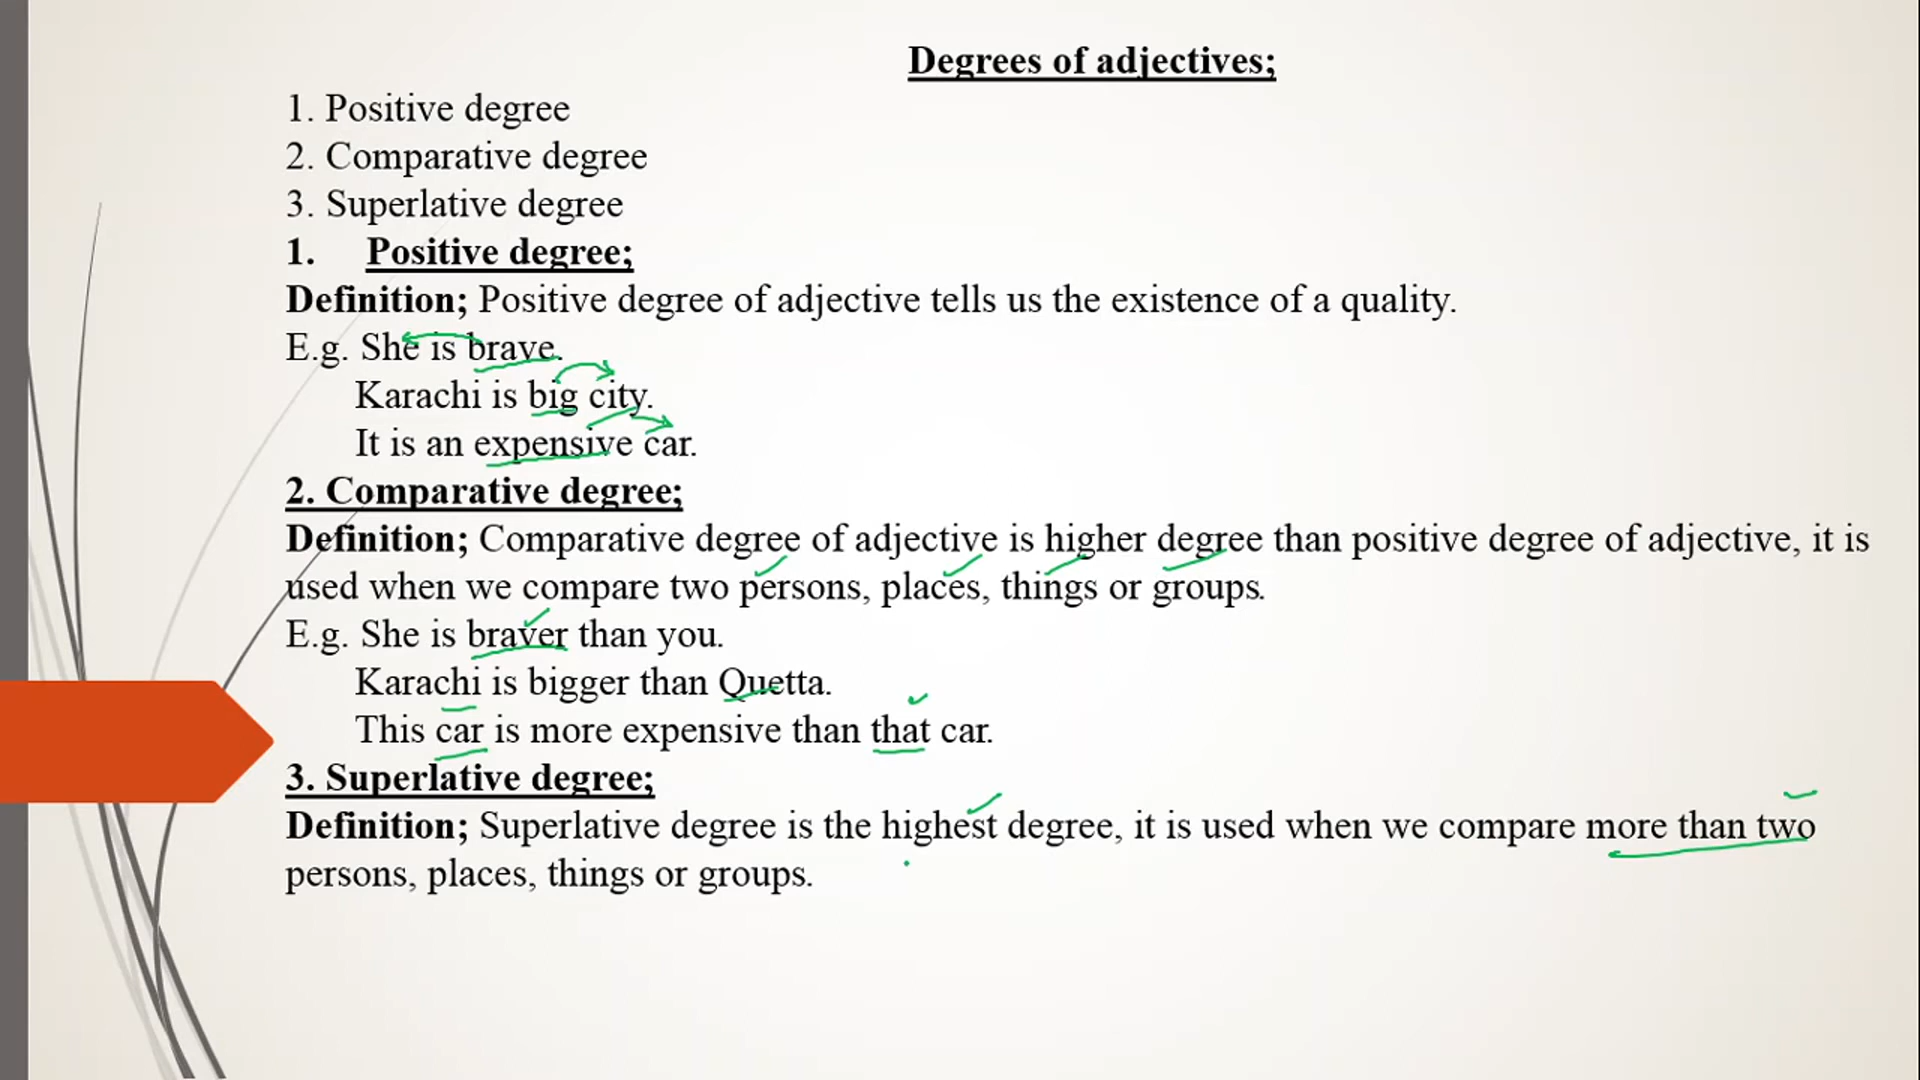 Degrees of adjectives;
1. Positive degree
2. Comparative degree
3. Superlative degree
1. Positive degree;
Definition; Positive degree of adjective tells us the existence of a quality.
E.g. She is brave.
Karachi is big city.
It is an expensive car.
2. Comparative degree;
Definition; Comparative degree of adjective is higher degree than positive degree of adjective, it is
used when we compare two persons, places, things or groups.
E.g. She is braver than you.
Karachi is bigger than Quetta.
This car is more expensive than that car.
3. Superlative degree;
Definition; Superlative degree is the highest degree, it is used when we compare more than two
persons, places, things or groups.